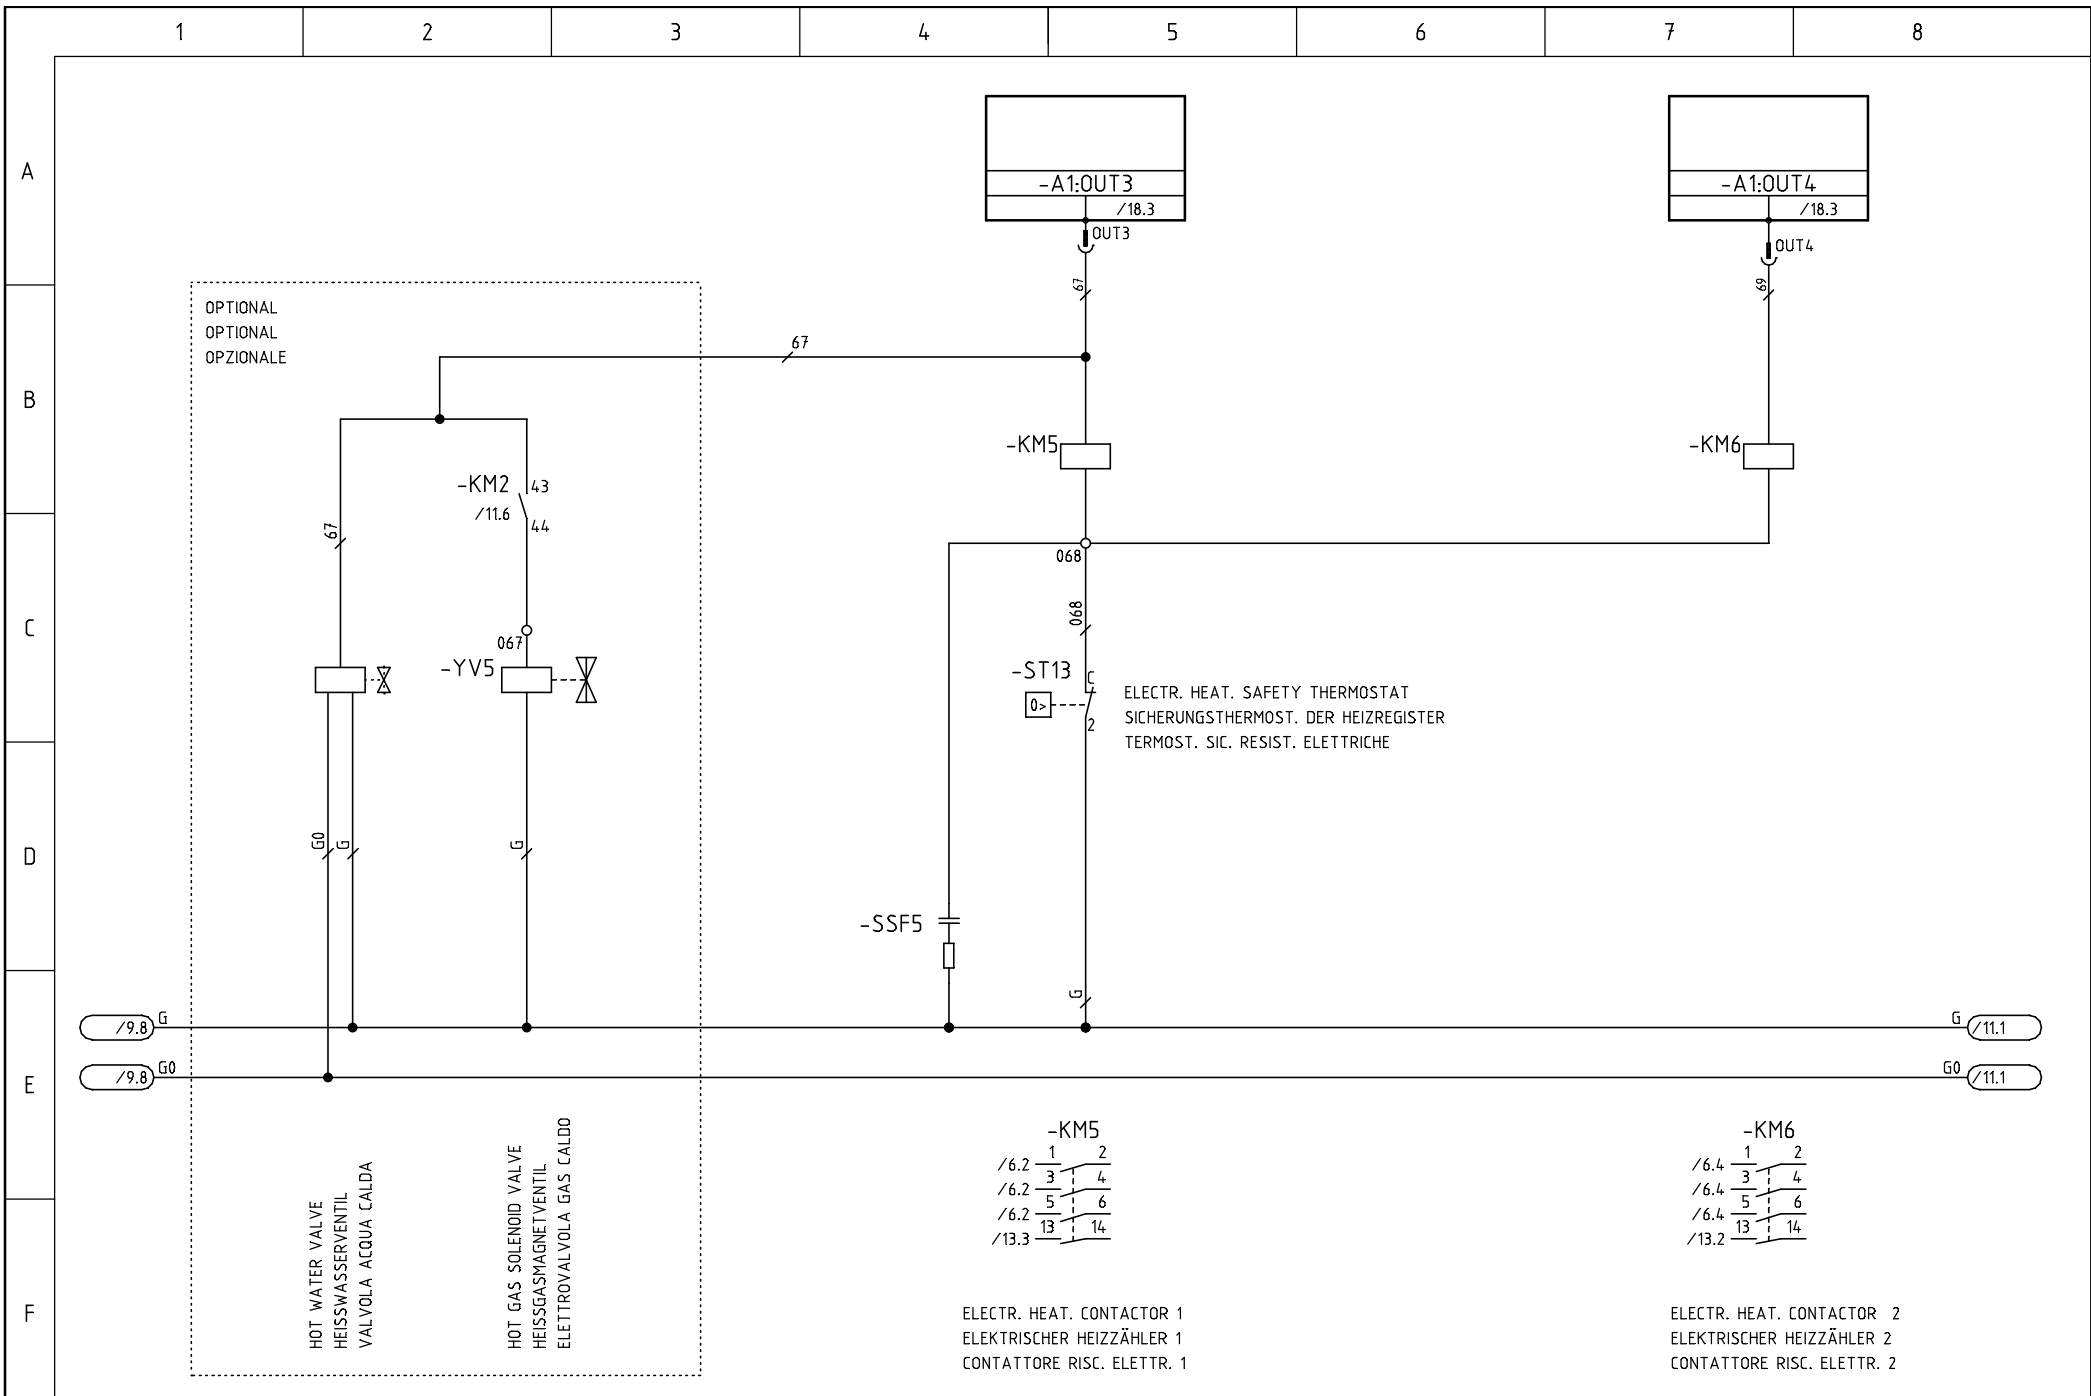 1 2 3 4 5 6 7 8
A
-A1:OUT3
/18.3
OUT3
67
-A1:OUT4
/18.3
OUT4
69
B
OPTIONAL
OPTIONAL
OPZIONALE
67
-KM5
-KM6
-KM2
/11.6
43
44
67
C
068
068
067
-YV5
-ST13
C
0>
2
ELECTR. HEAT. SAFETY THERMOSTAT
SICHERUNGSTHERMOST. DER HEIZREGISTER
TERMOST. SIC. RESIST. ELETTRICHE
D
G0
G
G
-SSF5
G
E
/9.8
G
G
/11.1
/9.8
G0
G0
/11.1
HOT WATER VALVE
HEISSWASSERVENTIL
VALVOLA ACQUA CALDA
HOT GAS SOLENOID VALVE
HEISSGASMAGNETVENTIL
ELETTROVALVOLA GAS CALDO
-KM5
/6.2 1 2
/6.2 3 4
/6.2 5 6
/13.3 13 14
-KM6
/6.4 1 2
/6.4 3 4
/6.4 5 6
/13.2 13 14
F
ELECTR. HEAT. CONTACTOR 1
ELEKTRISCHER HEIZZÄHLER 1
CONTATTORE RISC. ELETTR. 1
ELECTR. HEAT. CONTACTOR 2
ELEKTRISCHER HEIZZÄHLER 2
CONTATTORE RISC. ELETTR. 2